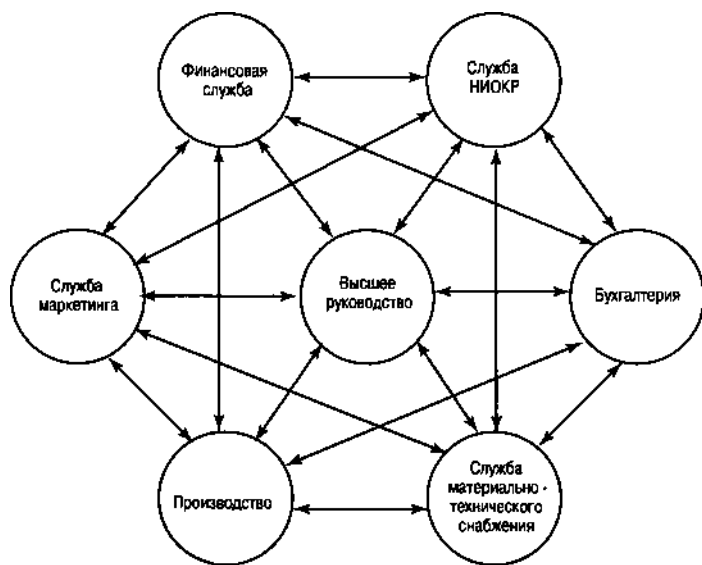 Финансовая
служба
Служба
НИОКР
Служба
маркетинга
Высшее
руководство
Бухгалтерия
Производство
Служба
материально -
технического
снабжения